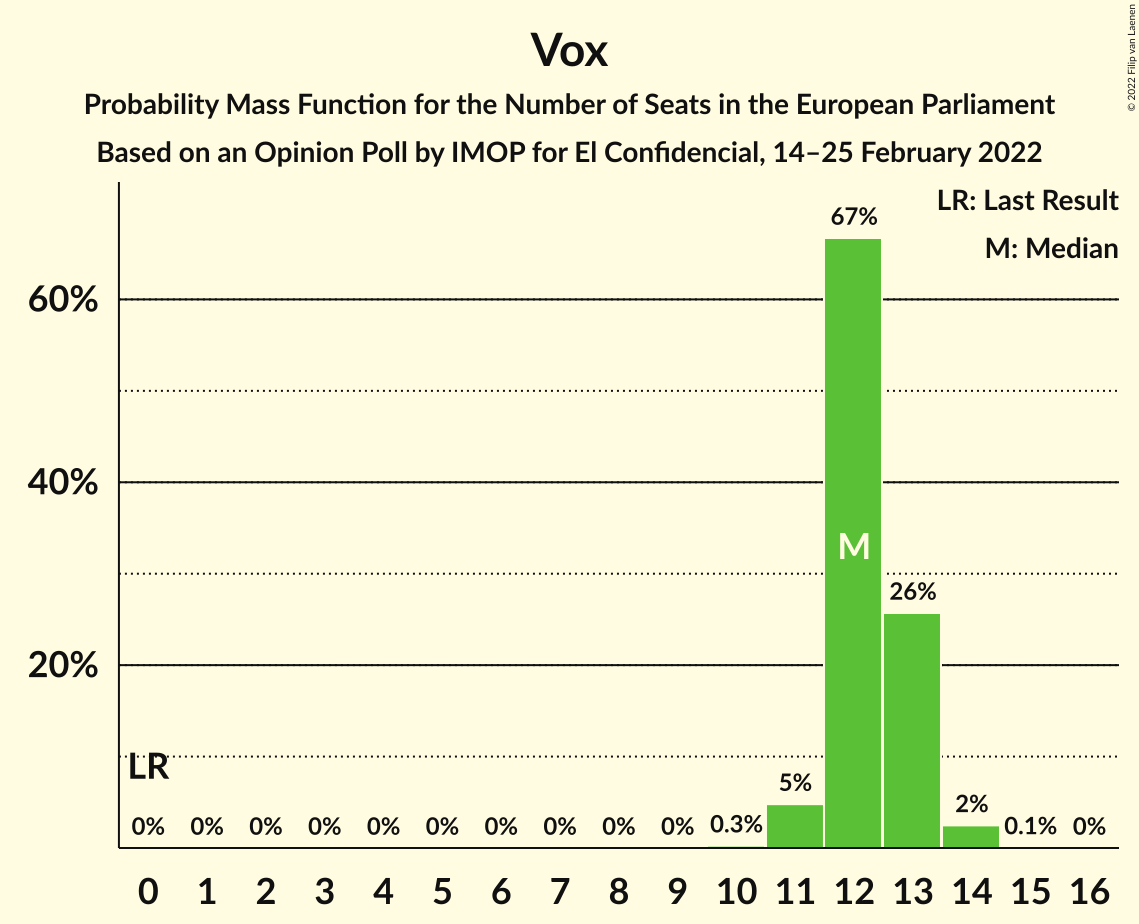 Vox
Probability Mass Function for the Number of Seats in the European Parliament
Based on an Opinion Poll by IMOP for El Confidencial, 14–25 February 2022
© 2022 Filip van Laenen
LR: Last Result
M: Median
67%
60%
40%
M
26%
20%
LR
5%
2%
0% 0% 0% 0% 0% 0% 0% 0% 0% 0% 0.3% 0.1% 0%
0 1 2 3 4 5 6 7 8 9 10 11 12 13 14 15 16